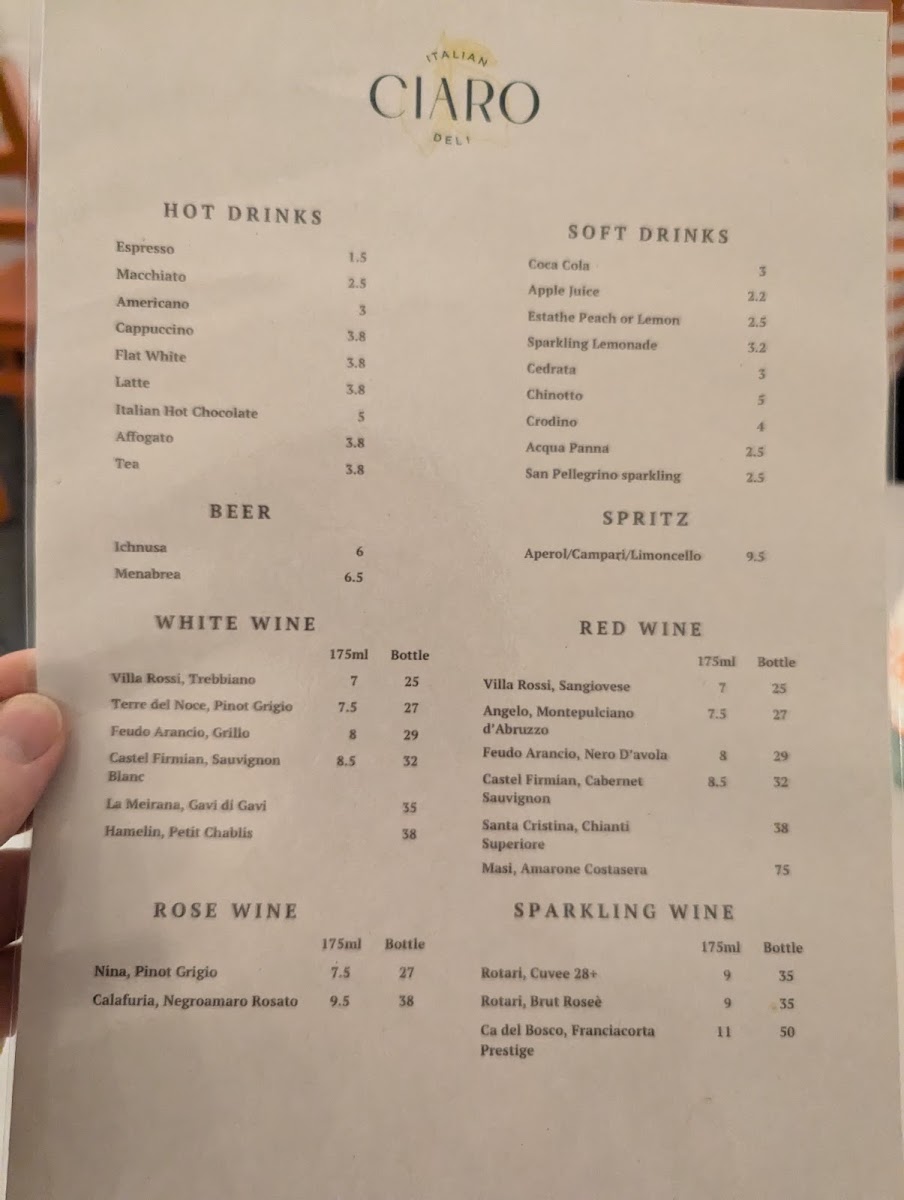 ITALIAN
CIARO
DELI
HOT DRINKS
Espresso 1.5
Macchiato 2.5
Americano 3
Cappuccino 3.8
Flat White 3.8
Latte 3.8
Italian Hot Chocolate 5
Affogato 3.8
Tea 3.8
BEER
Ichnusa 6
Menabrea 6.5
SOFT DRINKS
Coca Cola 3
Apple Juice 2.2
Estathe Peach or Lemon 2.5
Sparkling Lemonade 3.2
Cedrata 3
Chinotto 5
Crodino 4
Acqua Panna 2.5
San Pellegrino sparkling 2.5
SPRITZ
Aperol/Campari/Limoncello 9.5
WHITE WINE
175ml Bottle
Villa Rossi, Trebbiano 7 25
Terre del Noce, Pinot Grigio 7.5 27
Feudo Arancio, Grillo 8 29
Castel Firmian, Sauvignon 8.5 32
Blanc
La Meirana, Gavi di Gavi 35
Hamelin, Petit Chablis 38
RED WINE
175ml Bottle
Villa Rossi, Sangiovese 7 25
Angelo, Montepulciano 7.5 27
d'Abruzzo
Feudo Arancio, Nero D'avola 8 29
Castel Firmian, Cabernet 8.5 32
Sauvignon
Santa Cristina, Chianti 38
Superiore
Masi, Amarone Costasera 75
ROSE WINE
175ml Bottle
Nina, Pinot Grigio 7.5 27
Calafuria, Negroamaro Rosato 9.5 38
SPARKLING WINE
175ml Bottle
Rotari, Cuvee 28+ 9 35
Rotari, Brut Roseè 9 35
Ca del Bosco, Franciacorta 11 50
Prestige